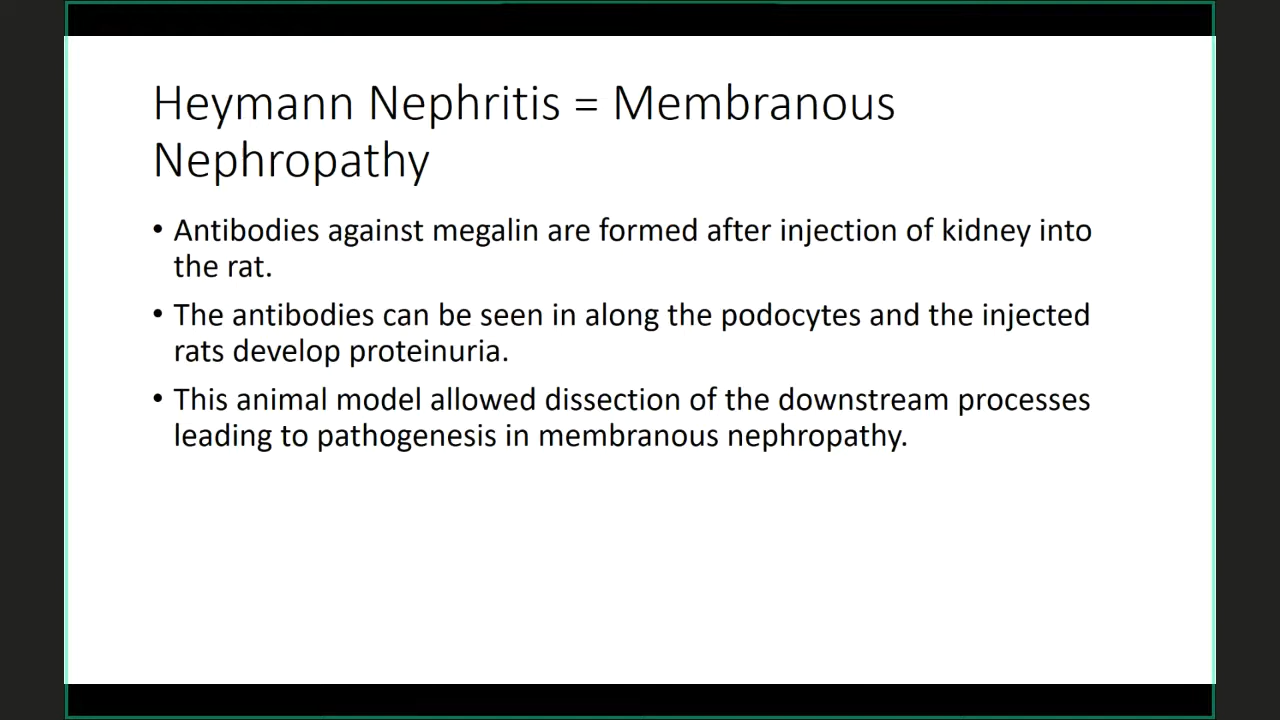 Heymann Nephritis = Membranous
Nephropathy
• Antibodies against megalin are formed after injection of kidney into
the rat.
• The antibodies can be seen in along the podocytes and the injected
rats develop proteinuria.
• This animal model allowed dissection of the downstream processes
leading to pathogenesis in membranous nephropathy.